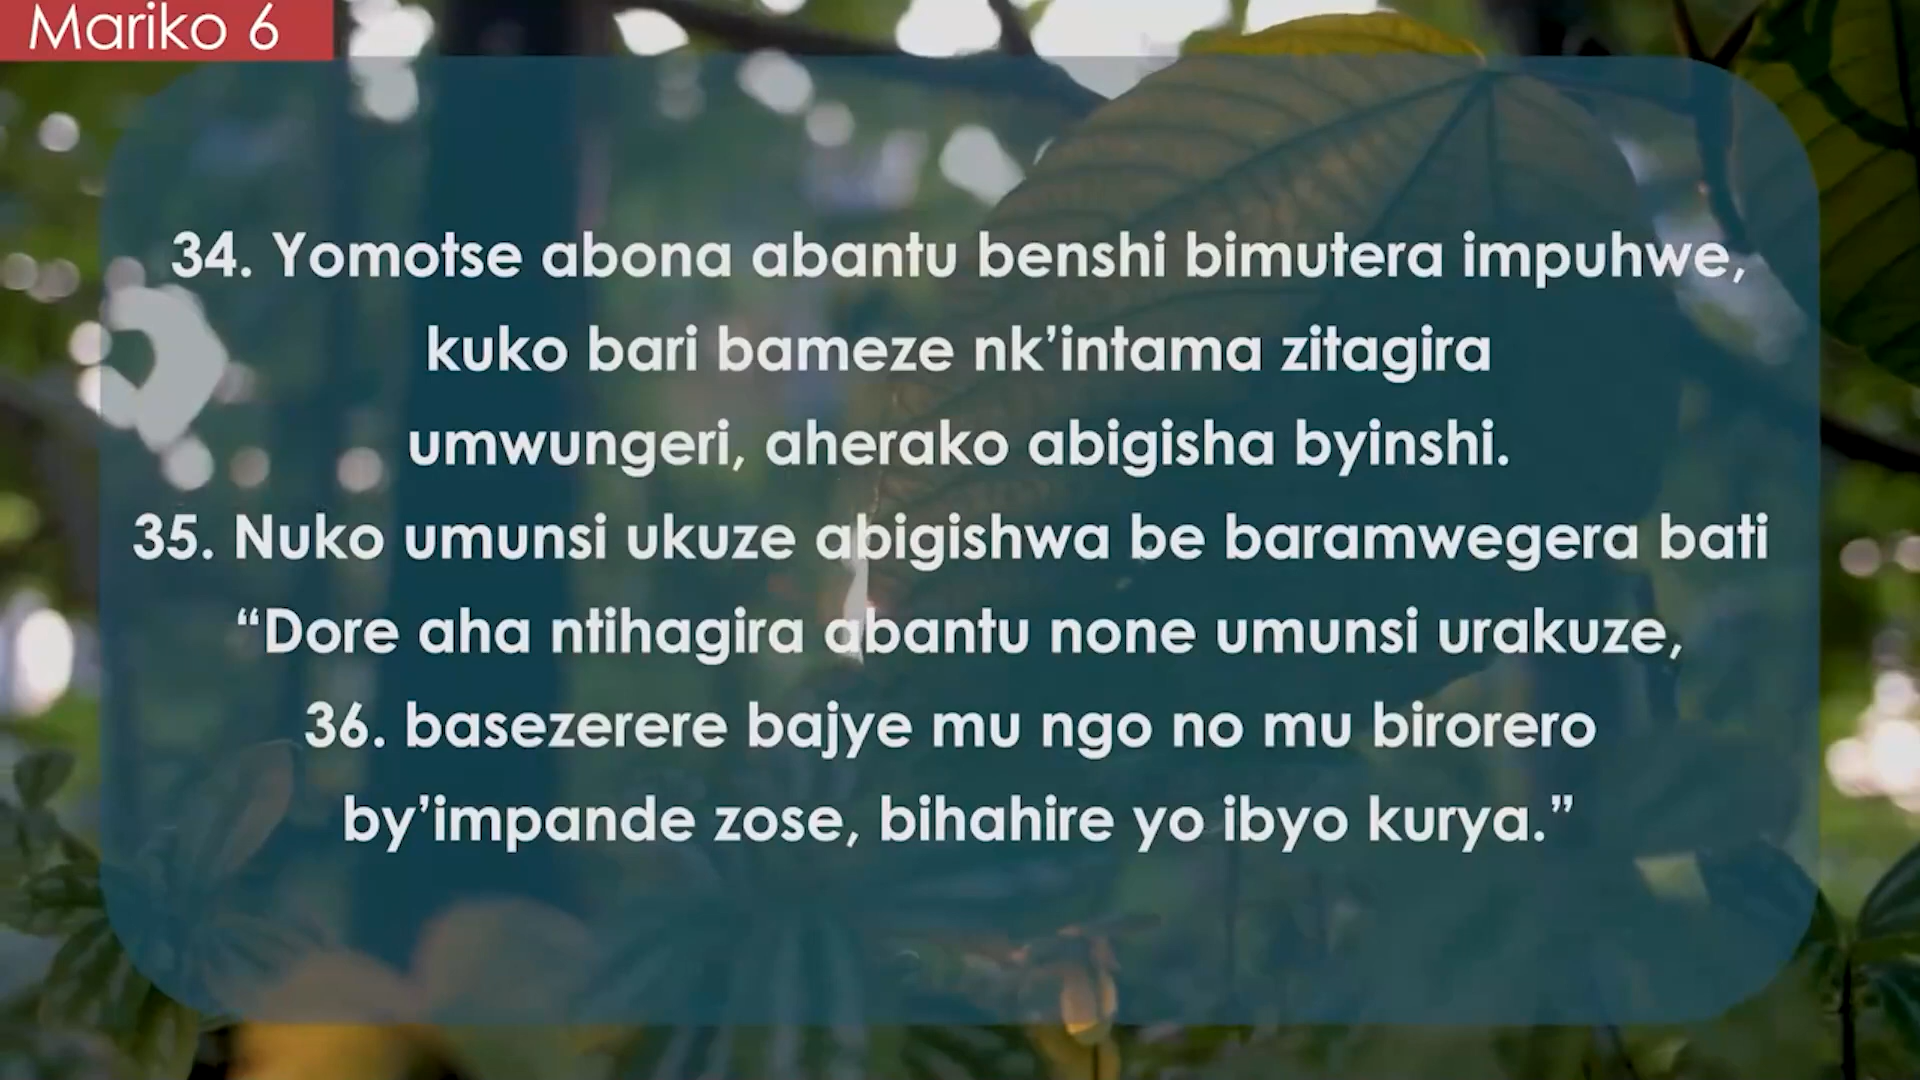 Mariko 6
34. Yomotse abona abantu benshi bimutera impuhwe,
kuko bari bameze nk’intama zitagira
umwungeri, aherako abigisha byinshi.
35. Nuko umunsi ukuze abigishwa be baramwegera bati
“Dore aha ntihagira abantu none umunsi urakuze,
36. basezerere bajye mu ngo no mu birorero
by’impande zose, bihahire yo ibyo kurya.”